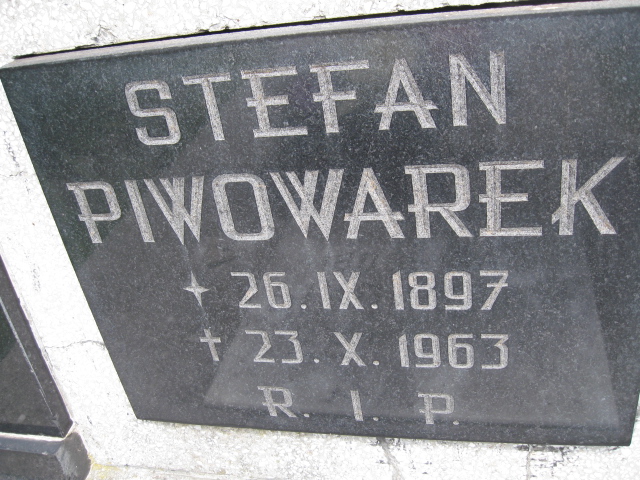 STEFAN
PIWOWAREK
✦ 26. IX. 1897
† 23. X. 1963
R. I. P.